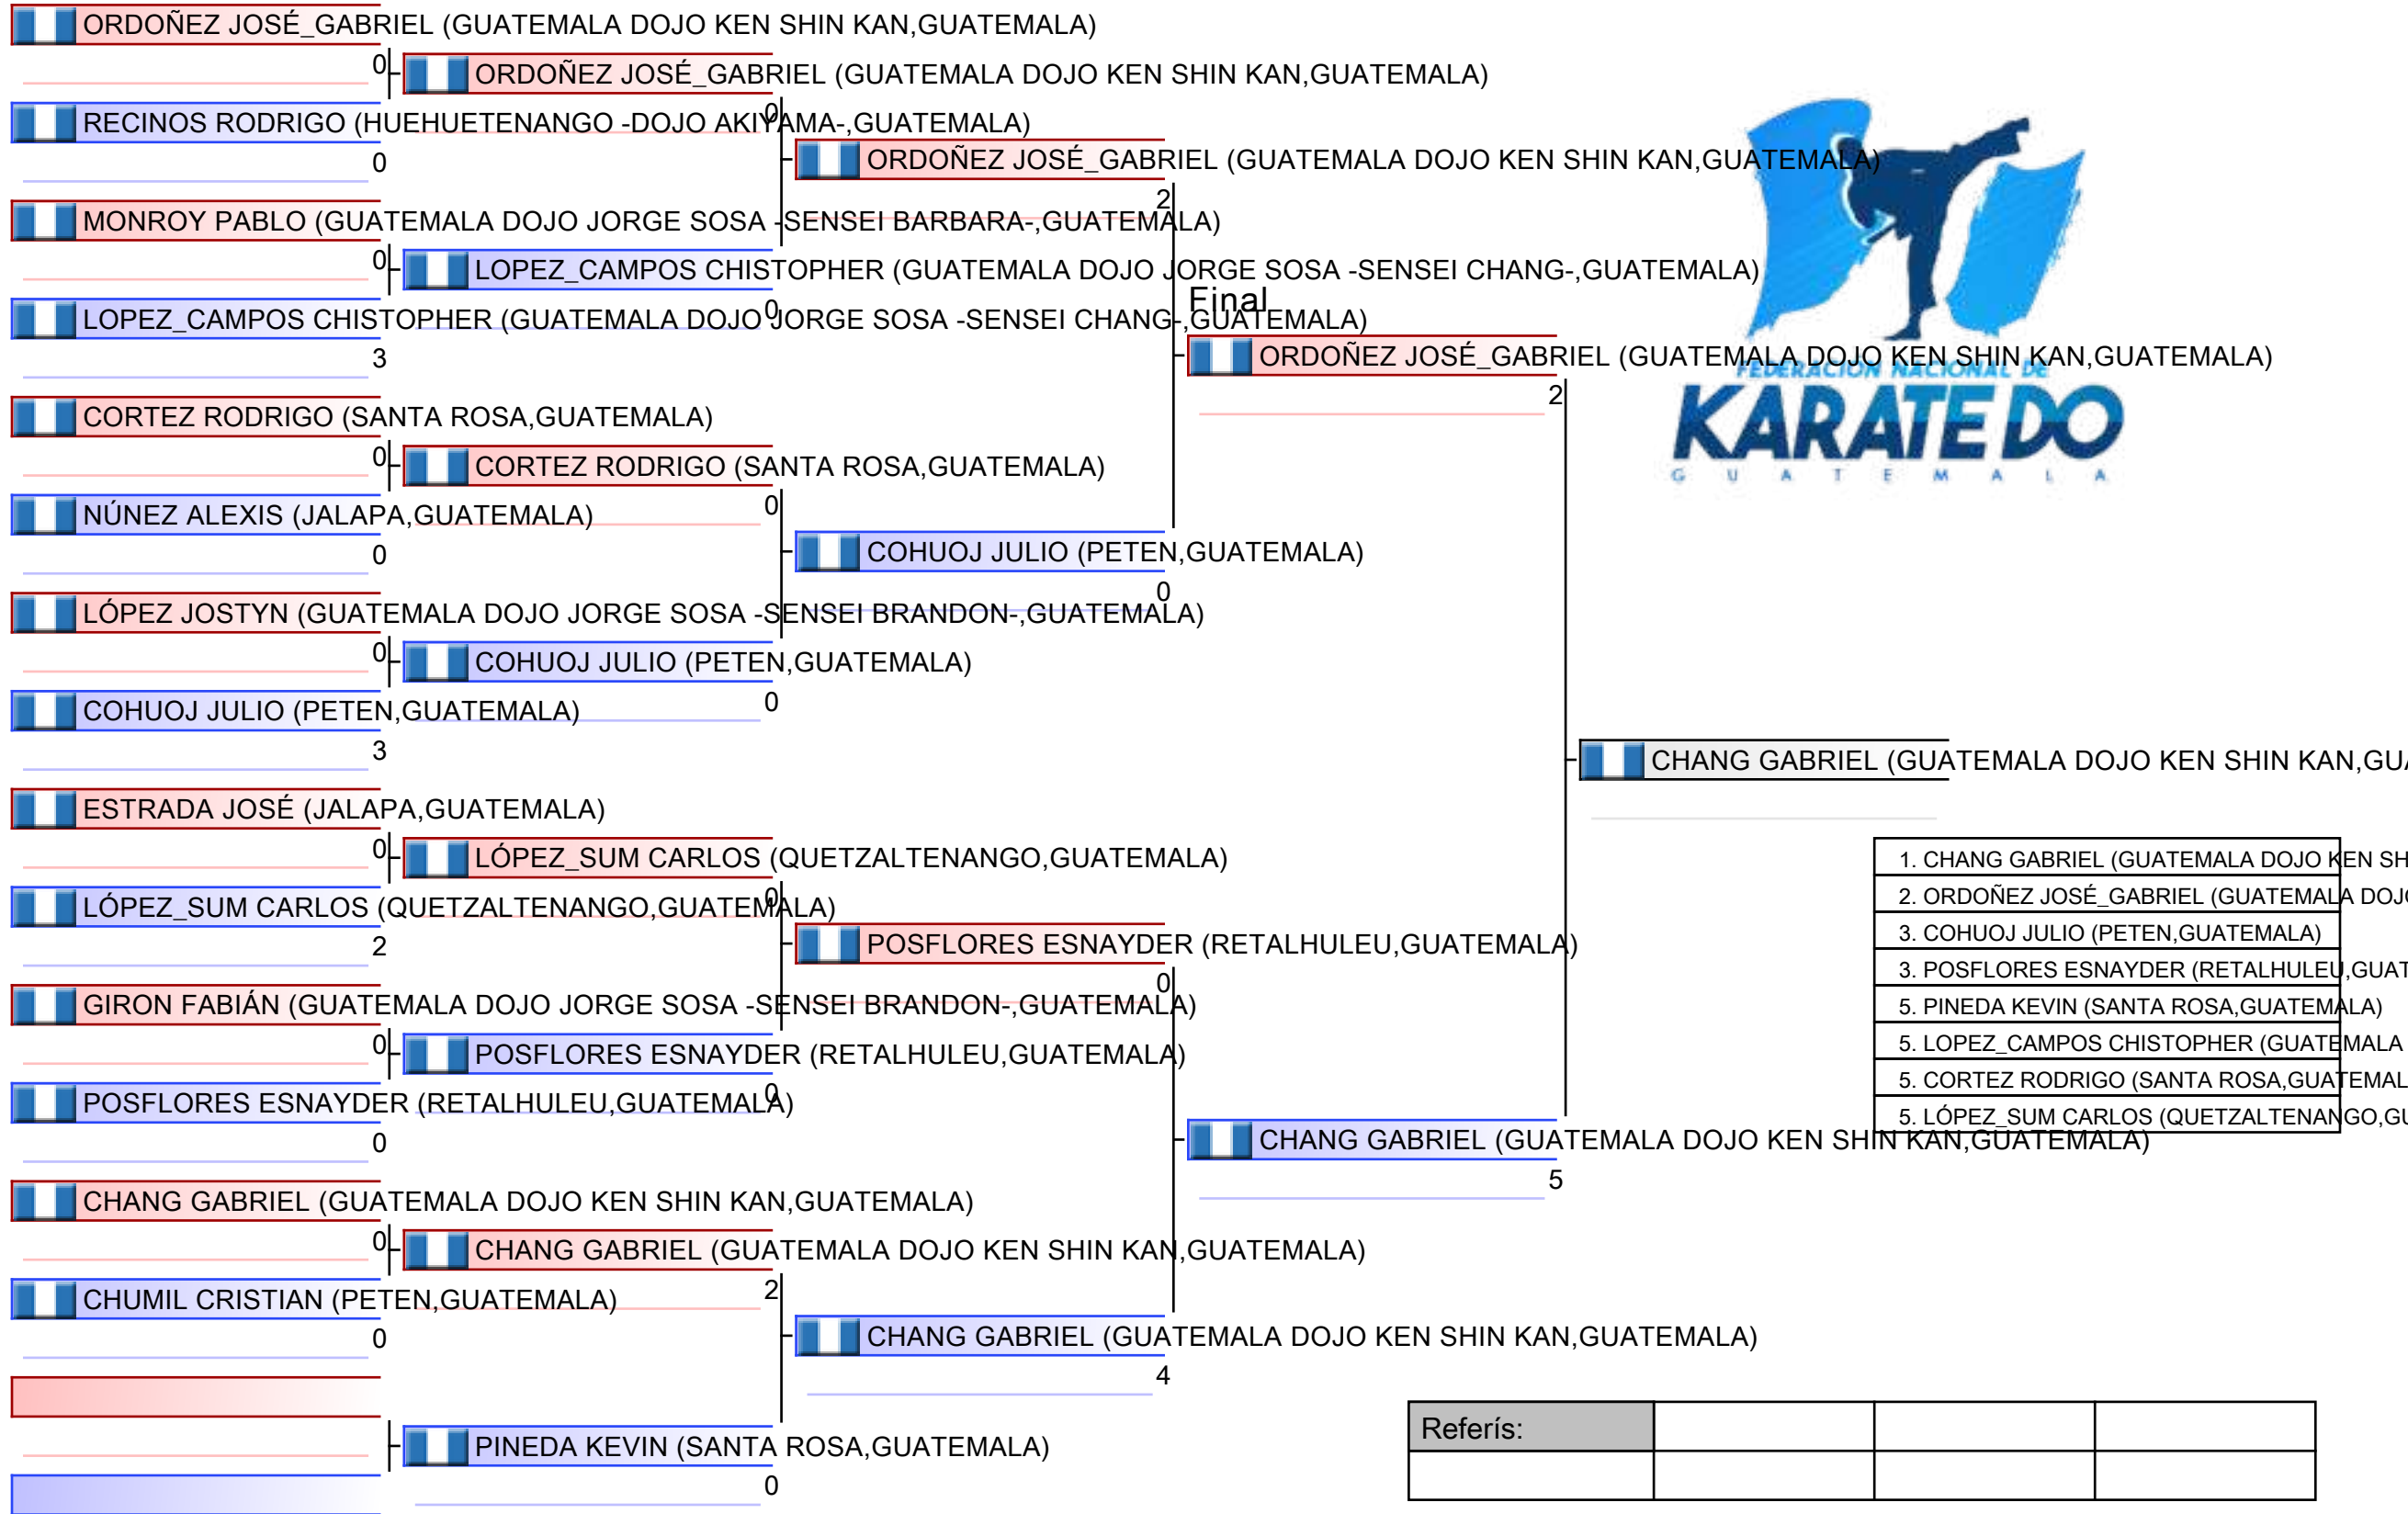 ORDOÑEZ JOSÉ_GABRIEL (GUATEMALA DOJO KEN SHIN KAN,GUATEMALA)
0
RECINOS RODRIGO (HUEHUETENANGO -DOJO AKIYAMA-,GUATEMALA)
0
MONROY PABLO (GUATEMALA DOJO JORGE SOSA -SENSEI BARBARA-,GUATEMALA)
0
LOPEZ_CAMPOS CHISTOPHER (GUATEMALA DOJO JORGE SOSA -SENSEI CHANG-,GUATEMALA)
3
CORTEZ RODRIGO (SANTA ROSA,GUATEMALA)
0
NÚNEZ ALEXIS (JALAPA,GUATEMALA)
0
LÓPEZ JOSTYN (GUATEMALA DOJO JORGE SOSA -SENSEI BRANDON-,GUATEMALA)
0
COHUOJ JULIO (PETEN,GUATEMALA)
3
ESTRADA JOSÉ (JALAPA,GUATEMALA)
0
LÓPEZ_SUM CARLOS (QUETZALTENANGO,GUATEMALA)
2
GIRON FABIÁN (GUATEMALA DOJO JORGE SOSA -SENSEI BRANDON-,GUATEMALA)
0
POSFLORES ESNAYDER (RETALHULEU,GUATEMALA)
0
CHANG GABRIEL (GUATEMALA DOJO KEN SHIN KAN,GUATEMALA)
0
CHUMIL CRISTIAN (PETEN,GUATEMALA)
0
ORDOÑEZ JOSÉ_GABRIEL (GUATEMALA DOJO KEN SHIN KAN,GUATEMALA)
0
LOPEZ_CAMPOS CHISTOPHER (GUATEMALA DOJO JORGE SOSA -SENSEI CHANG-,GUATEMALA)
0
CORTEZ RODRIGO (SANTA ROSA,GUATEMALA)
0
COHUOJ JULIO (PETEN,GUATEMALA)
0
LÓPEZ_SUM CARLOS (QUETZALTENANGO,GUATEMALA)
0
POSFLORES ESNAYDER (RETALHULEU,GUATEMALA)
0
CHANG GABRIEL (GUATEMALA DOJO KEN SHIN KAN,GUATEMALA)
2
PINEDA KEVIN (SANTA ROSA,GUATEMALA)
0
ORDOÑEZ JOSÉ_GABRIEL (GUATEMALA DOJO KEN SHIN KAN,GUATEMALA)
2
COHUOJ JULIO (PETEN,GUATEMALA)
0
POSFLORES ESNAYDER (RETALHULEU,GUATEMALA)
0
CHANG GABRIEL (GUATEMALA DOJO KEN SHIN KAN,GUATEMALA)
4
Final
ORDOÑEZ JOSÉ_GABRIEL (GUATEMALA DOJO KEN SHIN KAN,GUATEMALA)
2
CHANG GABRIEL (GUATEMALA DOJO KEN SHIN KAN,GUATEMALA)
5
CHANG GABRIEL (GUATEMALA DOJO KEN SHIN KAN,GUA
FEDERACIÓN NACIONAL DE
KARATE DO
GUATEMALA
1. CHANG GABRIEL (GUATEMALA DOJO KEN SH
2. ORDOÑEZ JOSÉ_GABRIEL (GUATEMALA DOJO
3. COHUOJ JULIO (PETEN,GUATEMALA)
3. POSFLORES ESNAYDER (RETALHULEU,GUAT
5. PINEDA KEVIN (SANTA ROSA,GUATEMALA)
5. LOPEZ_CAMPOS CHISTOPHER (GUATEMALA
5. CORTEZ RODRIGO (SANTA ROSA,GUATEMAL
5. LÓPEZ_SUM CARLOS (QUETZALTENANGO,GU
Referís: